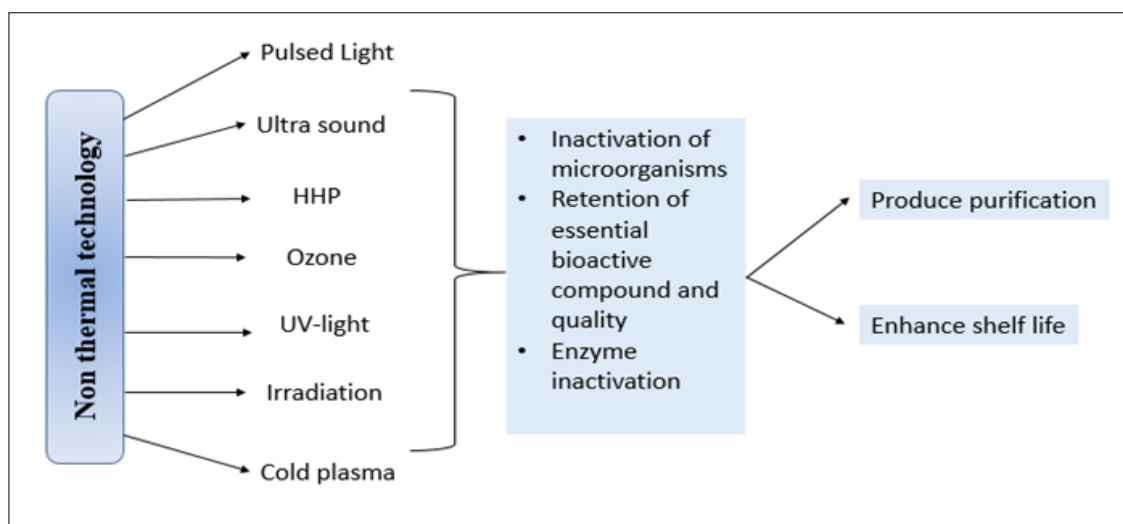 Non thermal technology
Pulsed Light
Ultra sound
HHP
Ozone
UV-light
Irradiation
Cold plasma
• Inactivation of
microorganisms
• Retention of
essential
bioactive
compound and
quality
• Enzyme
inactivation
Produce purification
Enhance shelf life